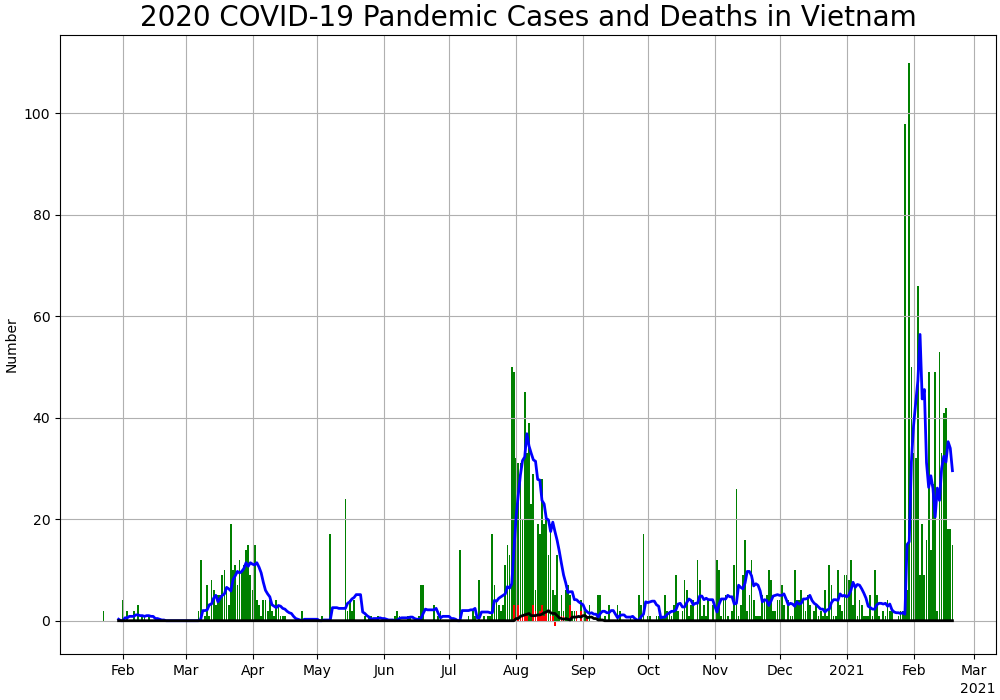 2020 COVID-19 Pandemic Cases and Deaths in Vietnam
100
80
60
40
20
0
Number
Feb Mar Apr May Jun Jul Aug Sep Oct Nov Dec 2021 Feb Mar
2021